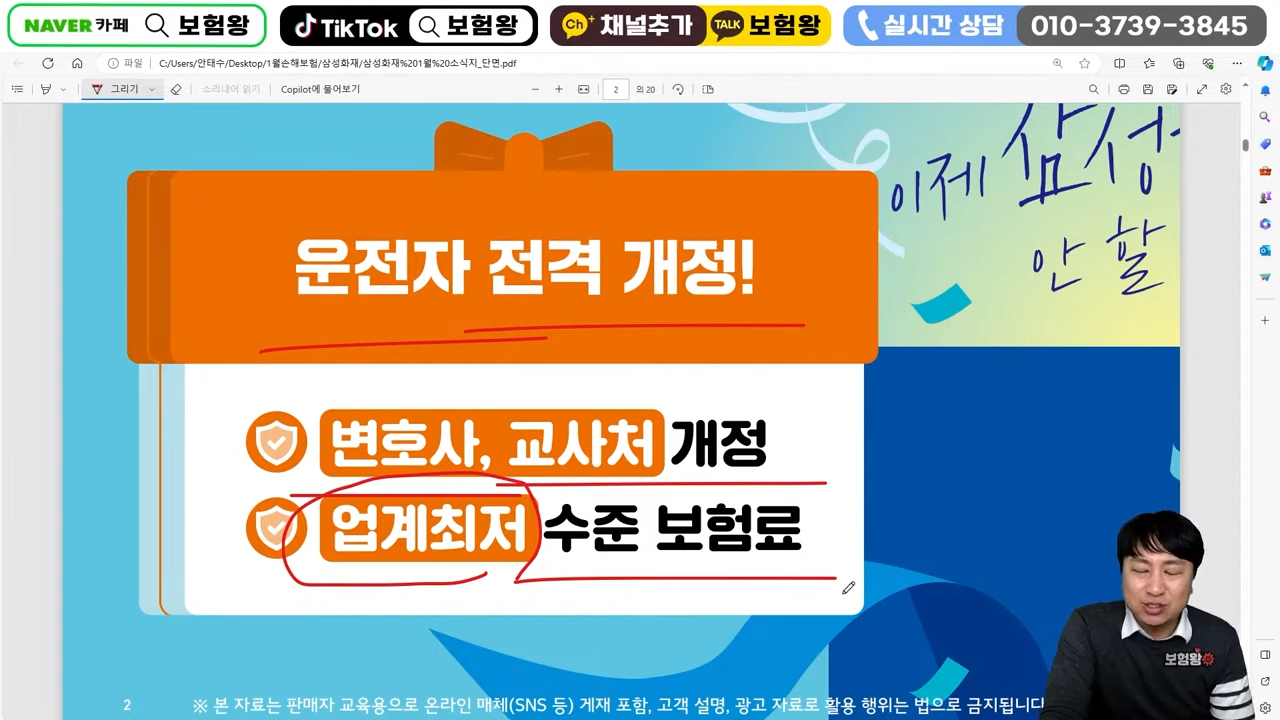 NAVER 카페 보험왕 TikTok 보험왕 Ch+ 채널추가 TALK 보험왕 실시간 상담 010-3739-3845
파일 C:/Users/안태수/Desktop/1월손해보험/삼성화재/삼성화재%201월%20소식지_단면.pdf
그리기 소리내어 읽기 Copilot에 물어보기 2 의 20
이제 삼성
안 할
운전자 전격 개정!
변호사, 교사처 개정
업계최저 수준 보험료
보험왕
2 ※ 본 자료는 판매자 교육용으로 온라인 매체(SNS 등) 게재 포함, 고객 설명, 광고 자료로 활용 행위는 법으로 금지됩니다